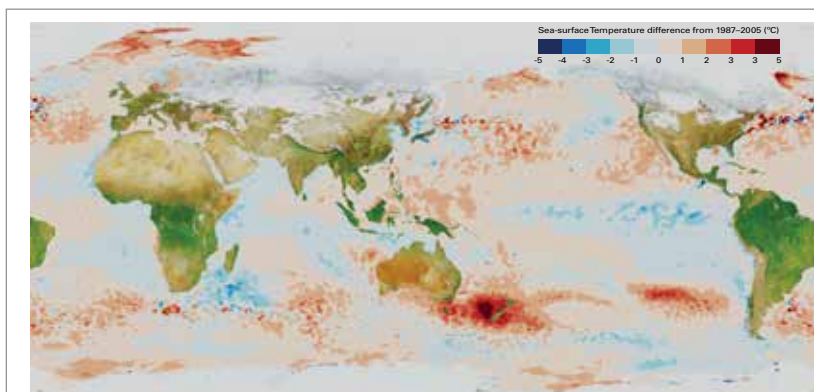 Sea-surface Temperature difference from 1987–2005 (°C)
-5 -4 -3 -2 -1 0 1 2 3 3 5